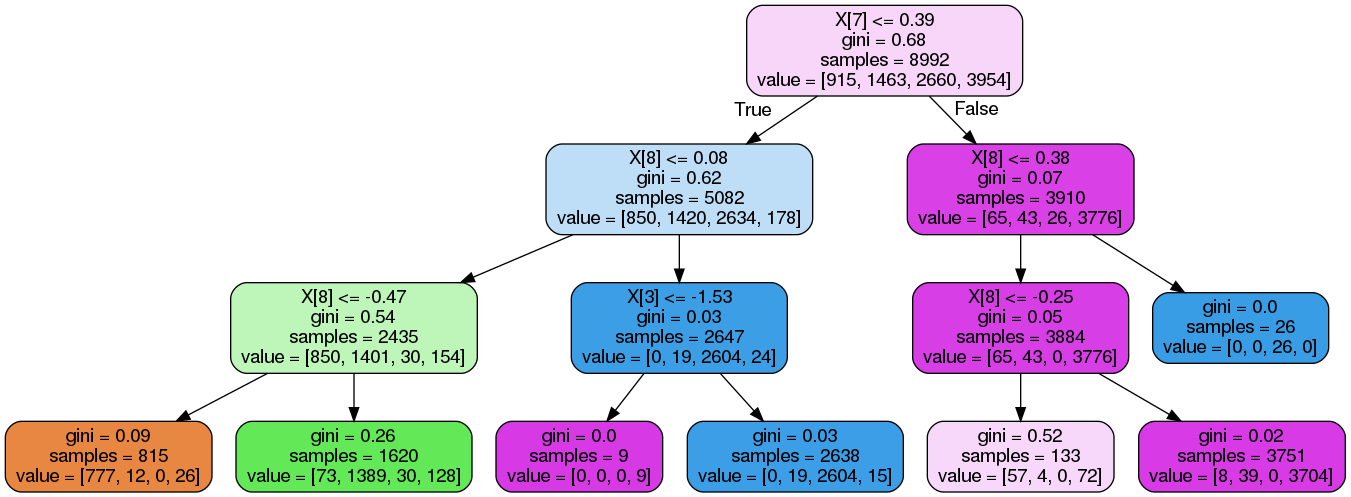 X[7] <= 0.39
gini = 0.68
samples = 8992
value = [915, 1463, 2660, 3954]
True
False
X[8] <= 0.08
gini = 0.62
samples = 5082
value = [850, 1420, 2634, 178]
X[8] <= 0.38
gini = 0.07
samples = 3910
value = [65, 43, 26, 3776]
X[8] <= -0.47
gini = 0.54
samples = 2435
value = [850, 1401, 30, 154]
X[3] <= -1.53
gini = 0.03
samples = 2647
value = [0, 19, 2604, 24]
X[8] <= -0.25
gini = 0.05
samples = 3884
value = [65, 43, 0, 3776]
gini = 0.0
samples = 26
value = [0, 0, 26, 0]
gini = 0.09
samples = 815
value = [777, 12, 0, 26]
gini = 0.26
samples = 1620
value = [73, 1389, 30, 128]
gini = 0.0
samples = 9
value = [0, 0, 0, 9]
gini = 0.03
samples = 2638
value = [0, 19, 2604, 15]
gini = 0.52
samples = 133
value = [57, 4, 0, 72]
gini = 0.02
samples = 3751
value = [8, 39, 0, 3704]